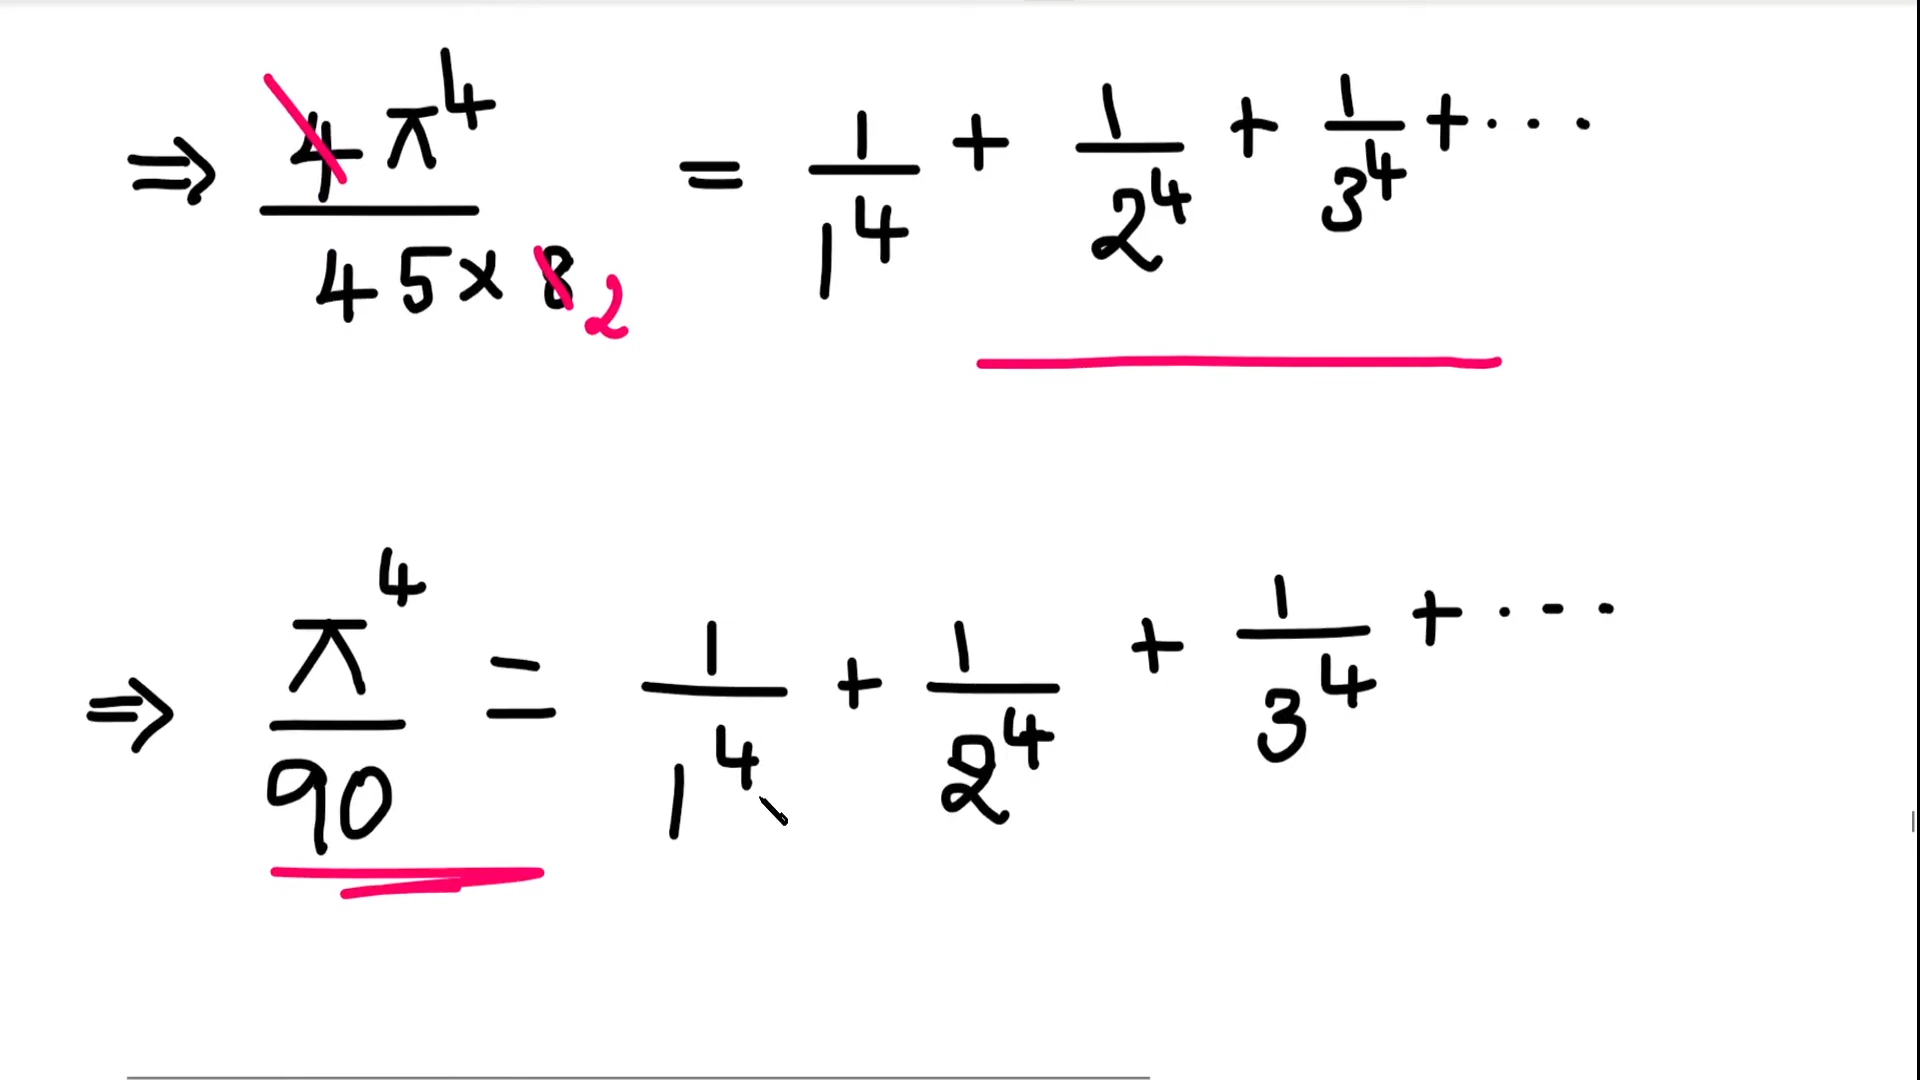 ⇒ 4π⁴ / 45 × 8 2 = 1/1⁴ + 1/2⁴ + 1/3⁴ + ...
⇒ π⁴ / 90 = 1/1⁴ + 1/2⁴ + 1/3⁴ + ...